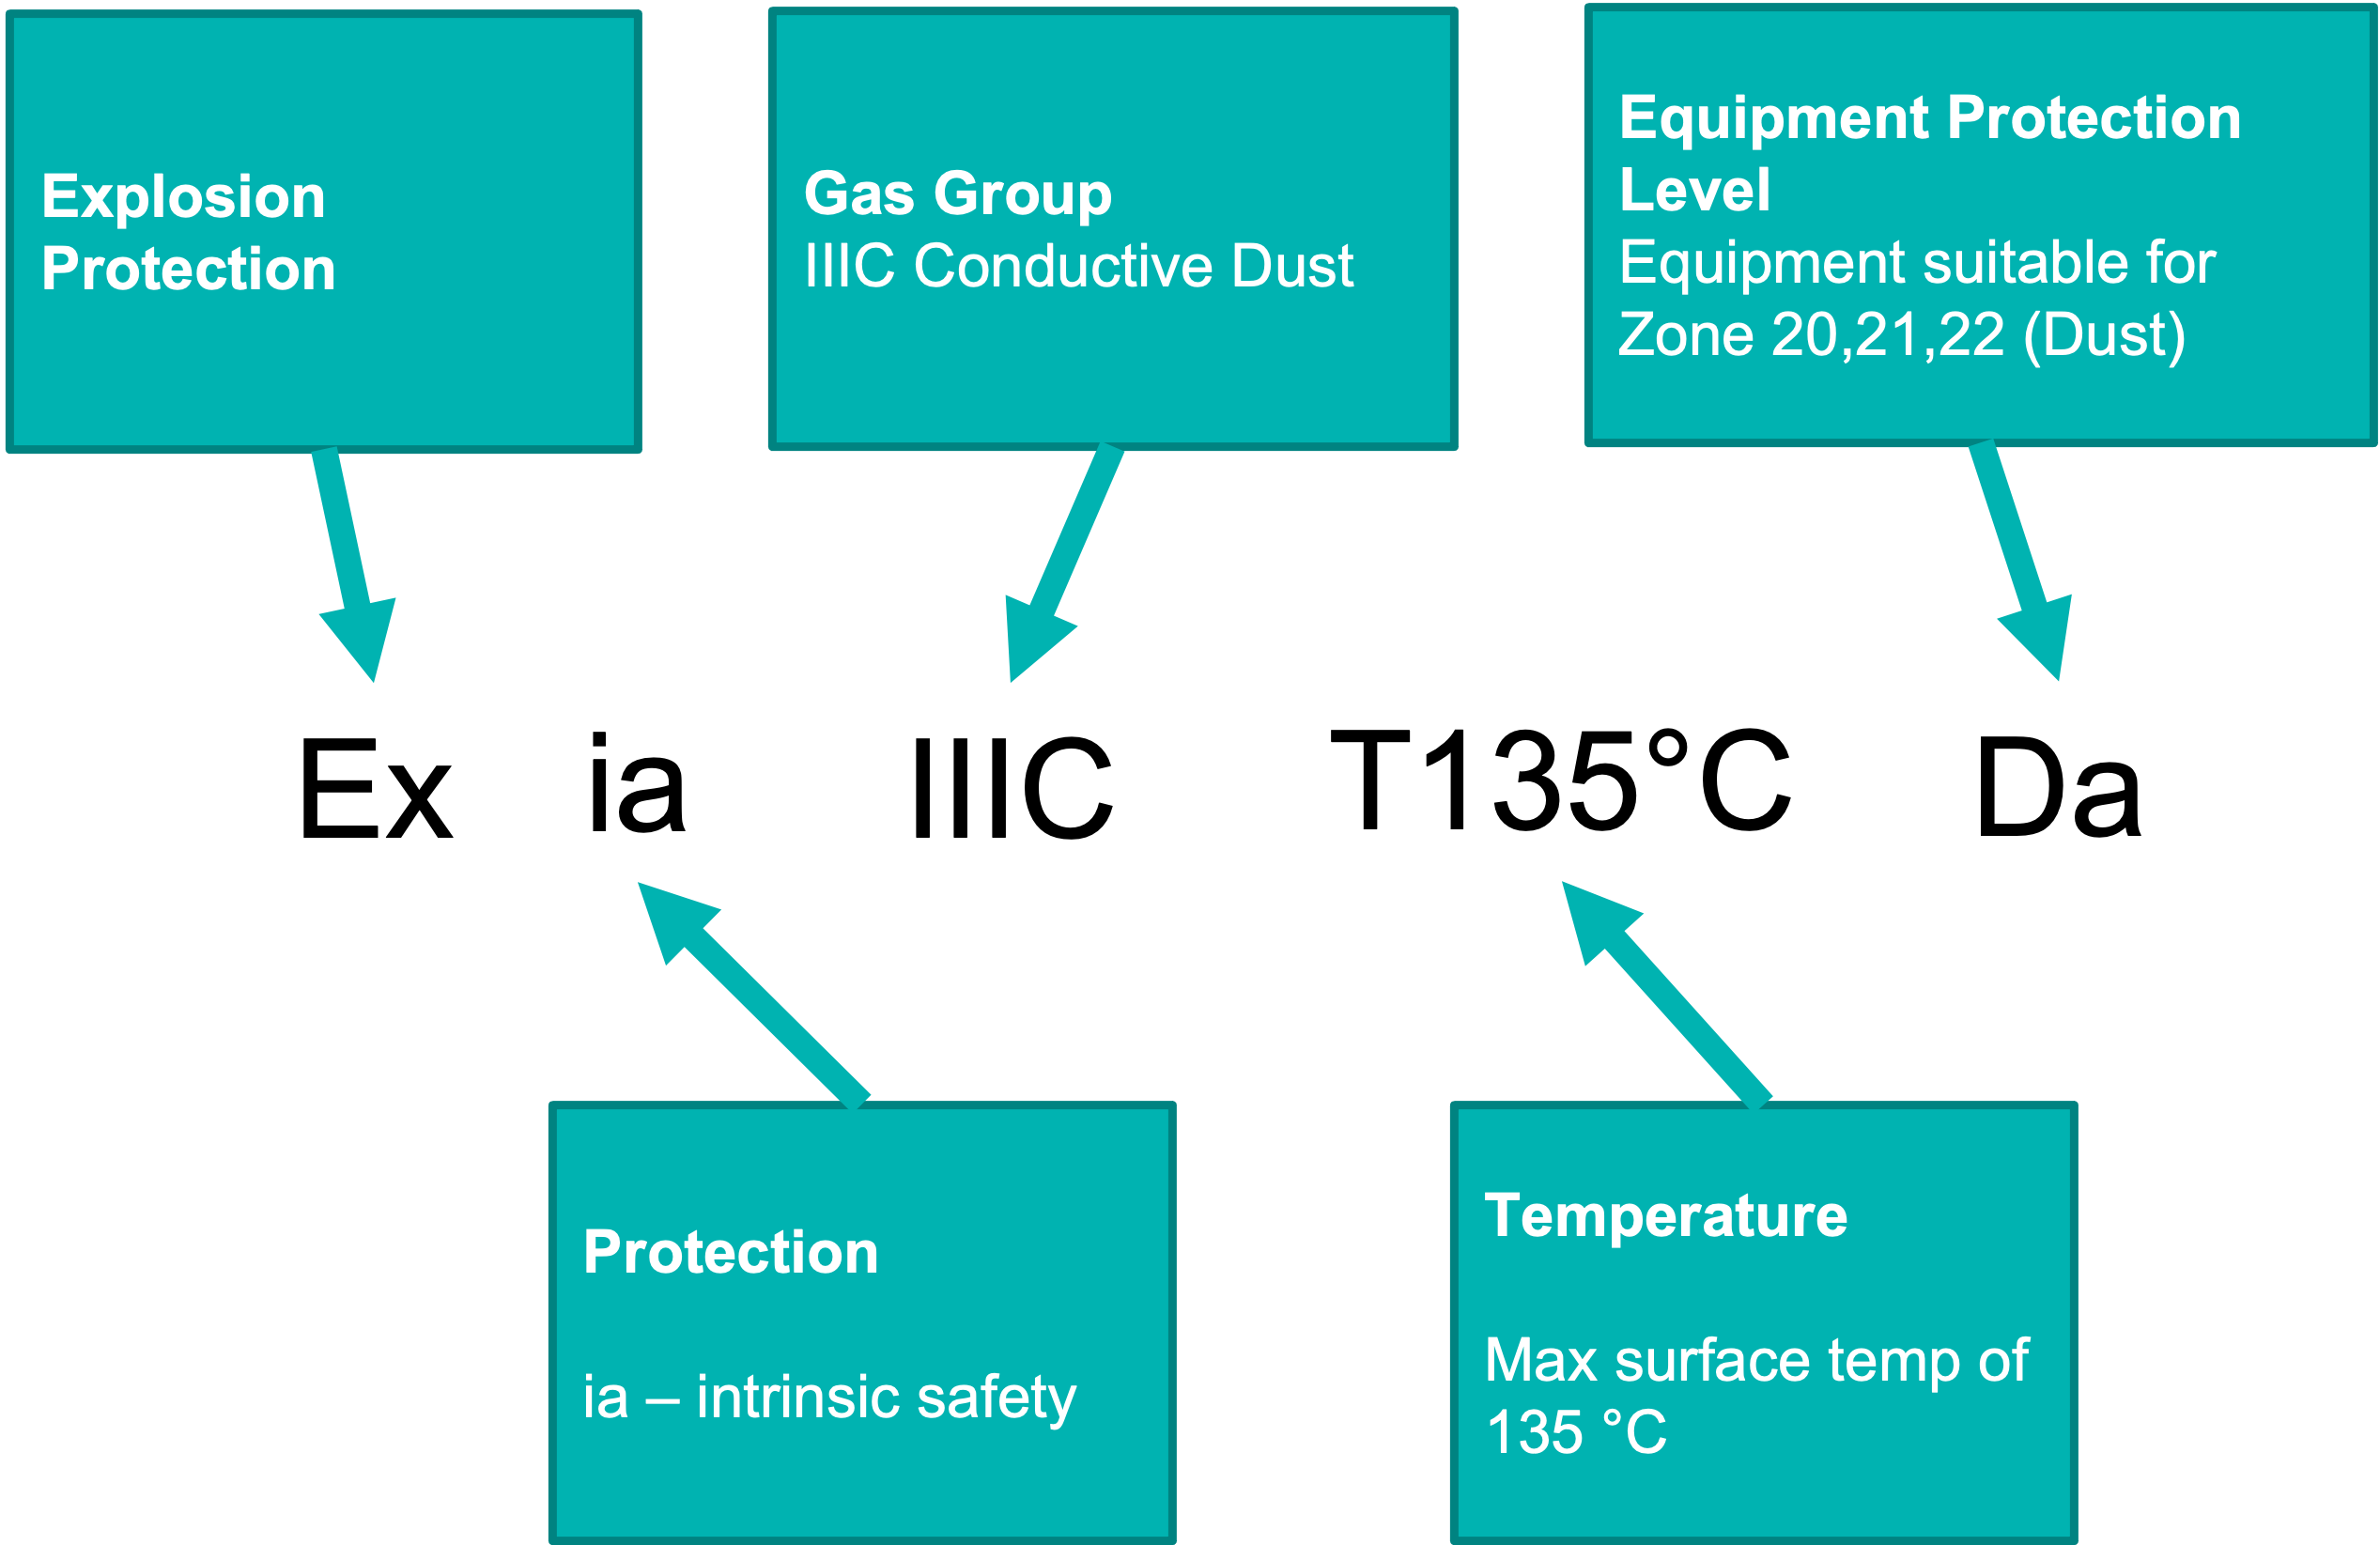 Explosion
Protection
Gas Group
IIIC Conductive Dust
Equipment Protection
Level
Equipment suitable for
Zone 20,21,22 (Dust)
Ex ia IIIC T135°C Da
Protection
ia – intrinsic safety
Temperature
Max surface temp of
135 °C